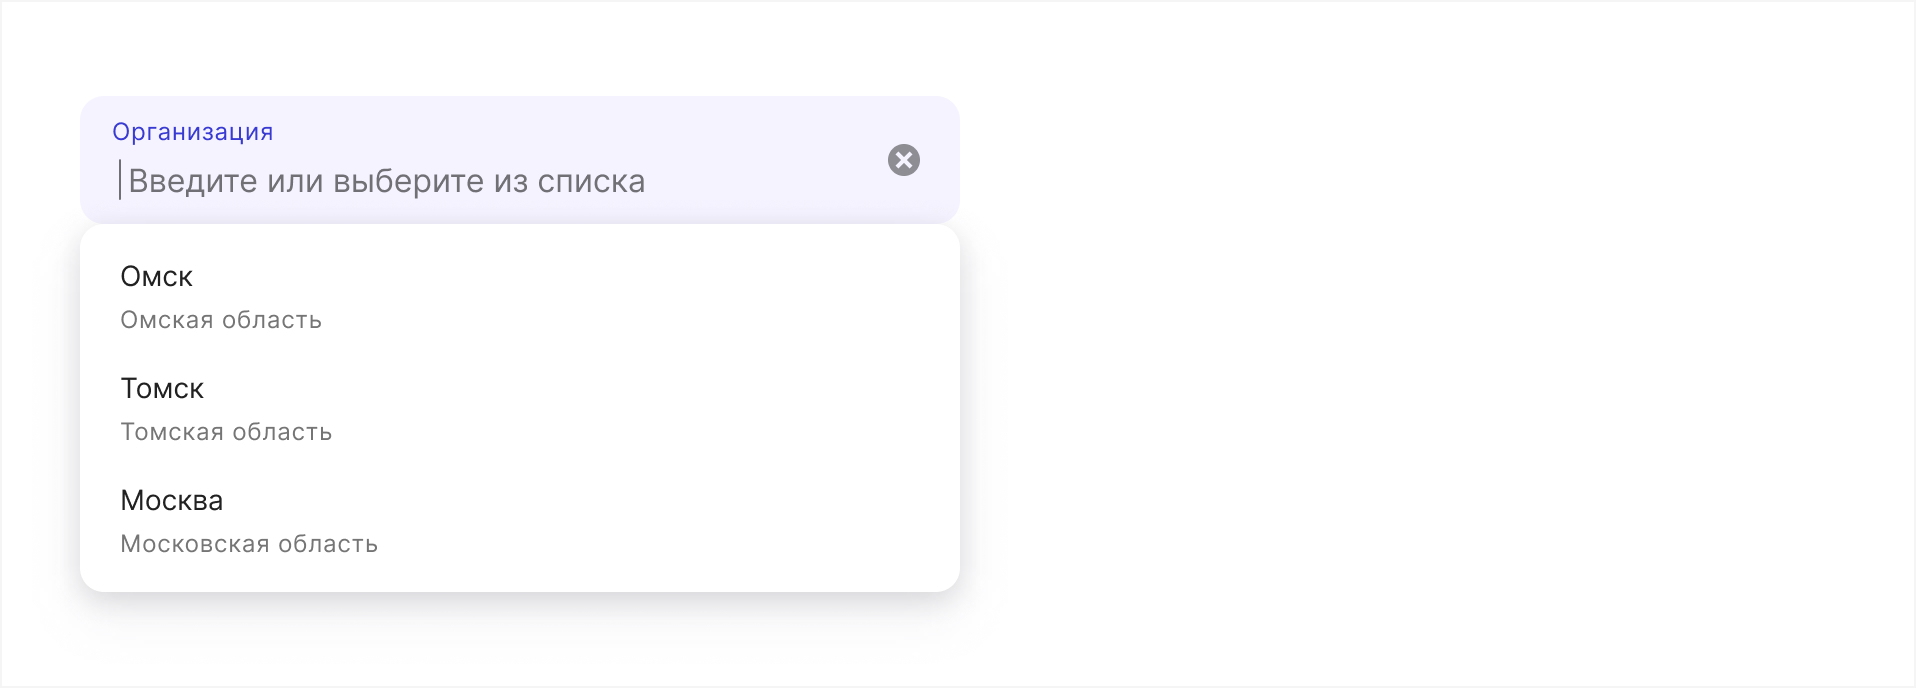 Организация
Введите или выберите из списка
Омск
Омская область
Томск
Томская область
Москва
Московская область